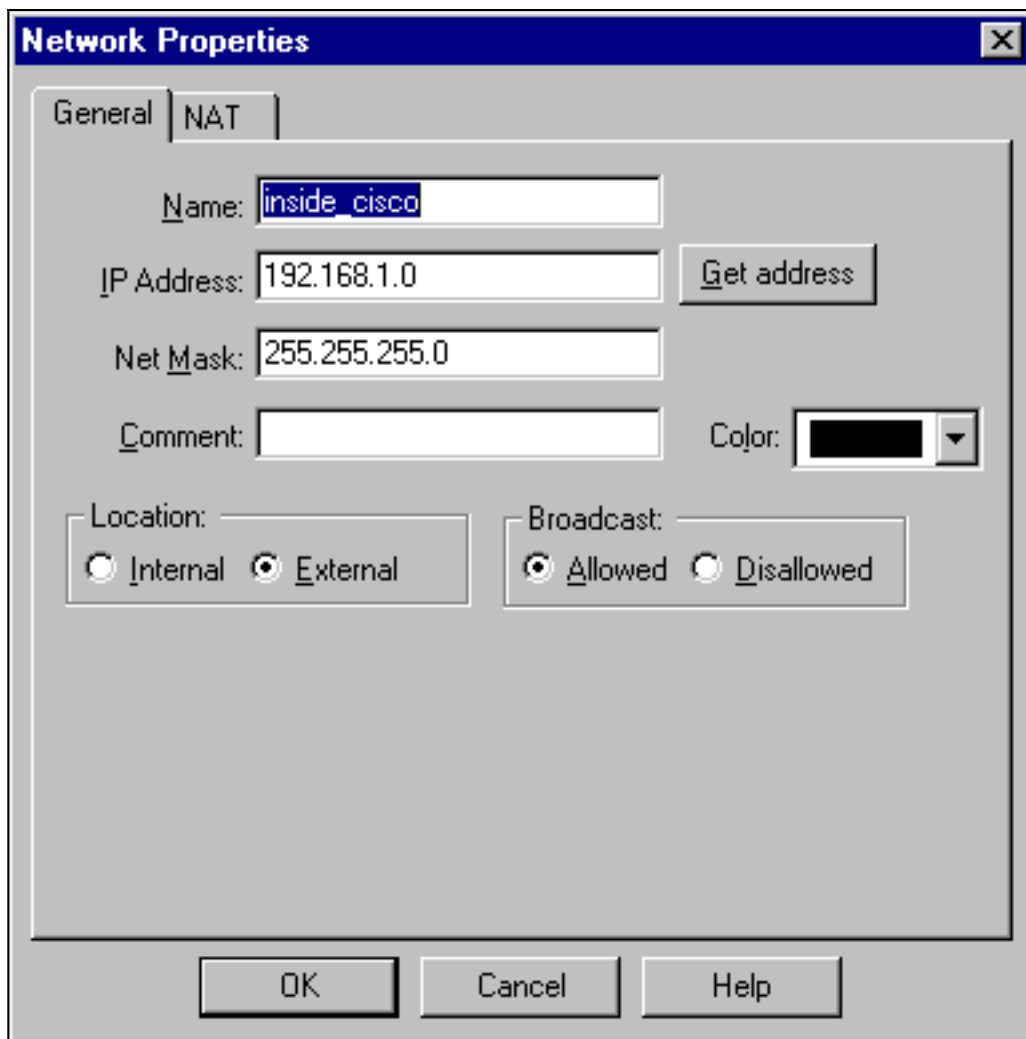 Network Properties
General NAT
Name: inside_cisco
IP Address: 192.168.1.0 Get address
Net Mask: 255.255.255.0
Comment: Color:
Location: Broadcast:
Internal External Allowed Disallowed
OK Cancel Help